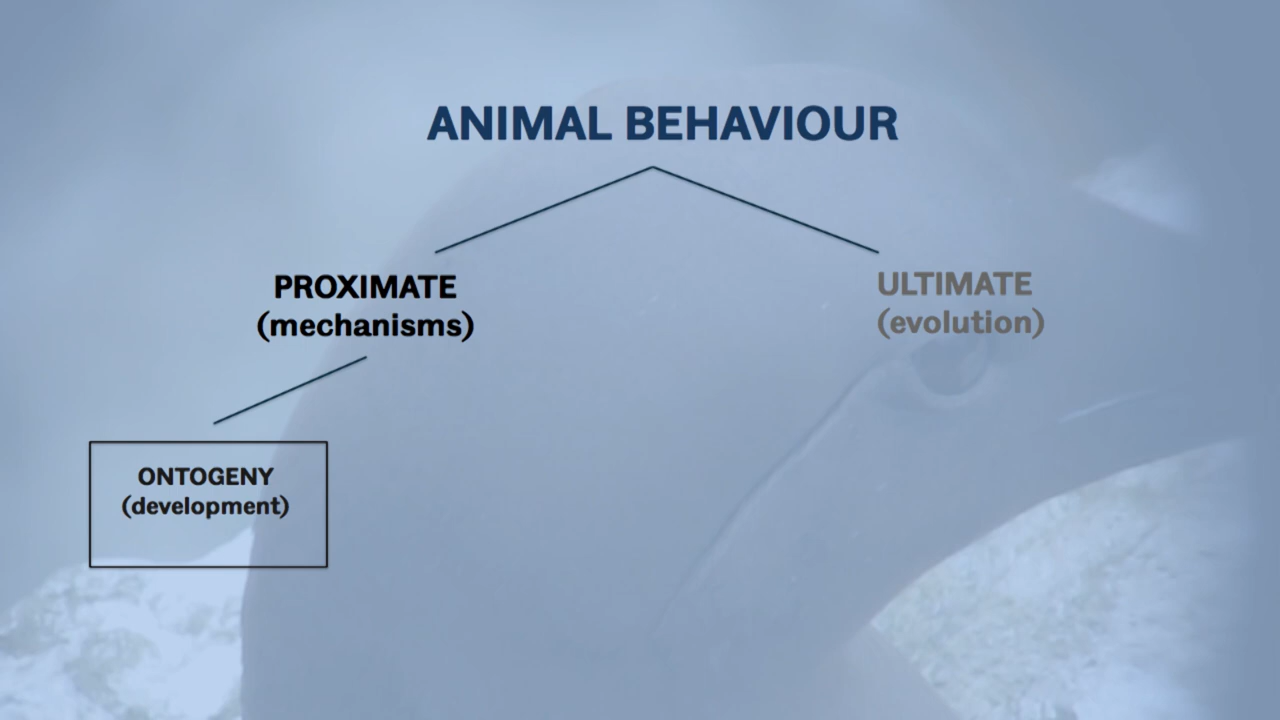 ANIMAL BEHAVIOUR
PROXIMATE
(mechanisms)
ULTIMATE
(evolution)
ONTOGENY
(development)